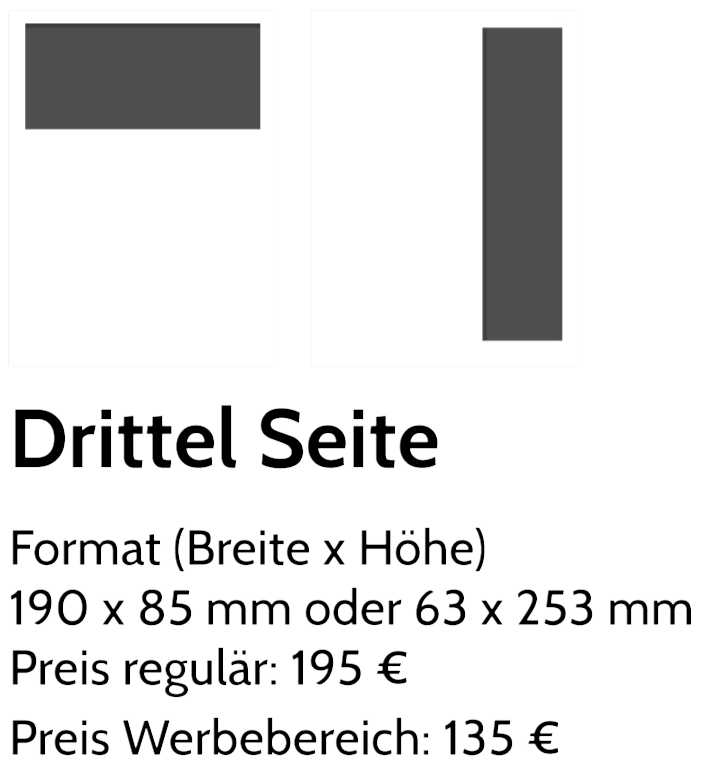 Drittel Seite
Format (Breite x Höhe)
190 x 85 mm oder 63 x 253 mm
Preis regulär: 195 €
Preis Werbebereich: 135 €